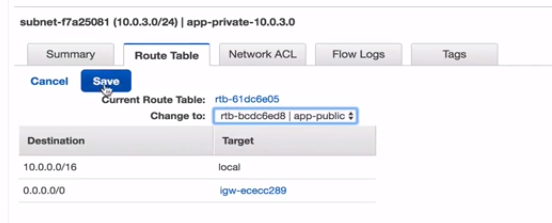 subnet-f7a25081 (10.0.3.0/24) | app-private-10.0.3.0
Summary
Route Table
Network ACL
Flow Logs
Tags
Cancel
Save
Current Route Table: rtb-61dc6e05
Change to: rtb-bcdc6ed8 | app-public
Destination Target
10.0.0.0/16 local
0.0.0.0/0 igw-ececc289